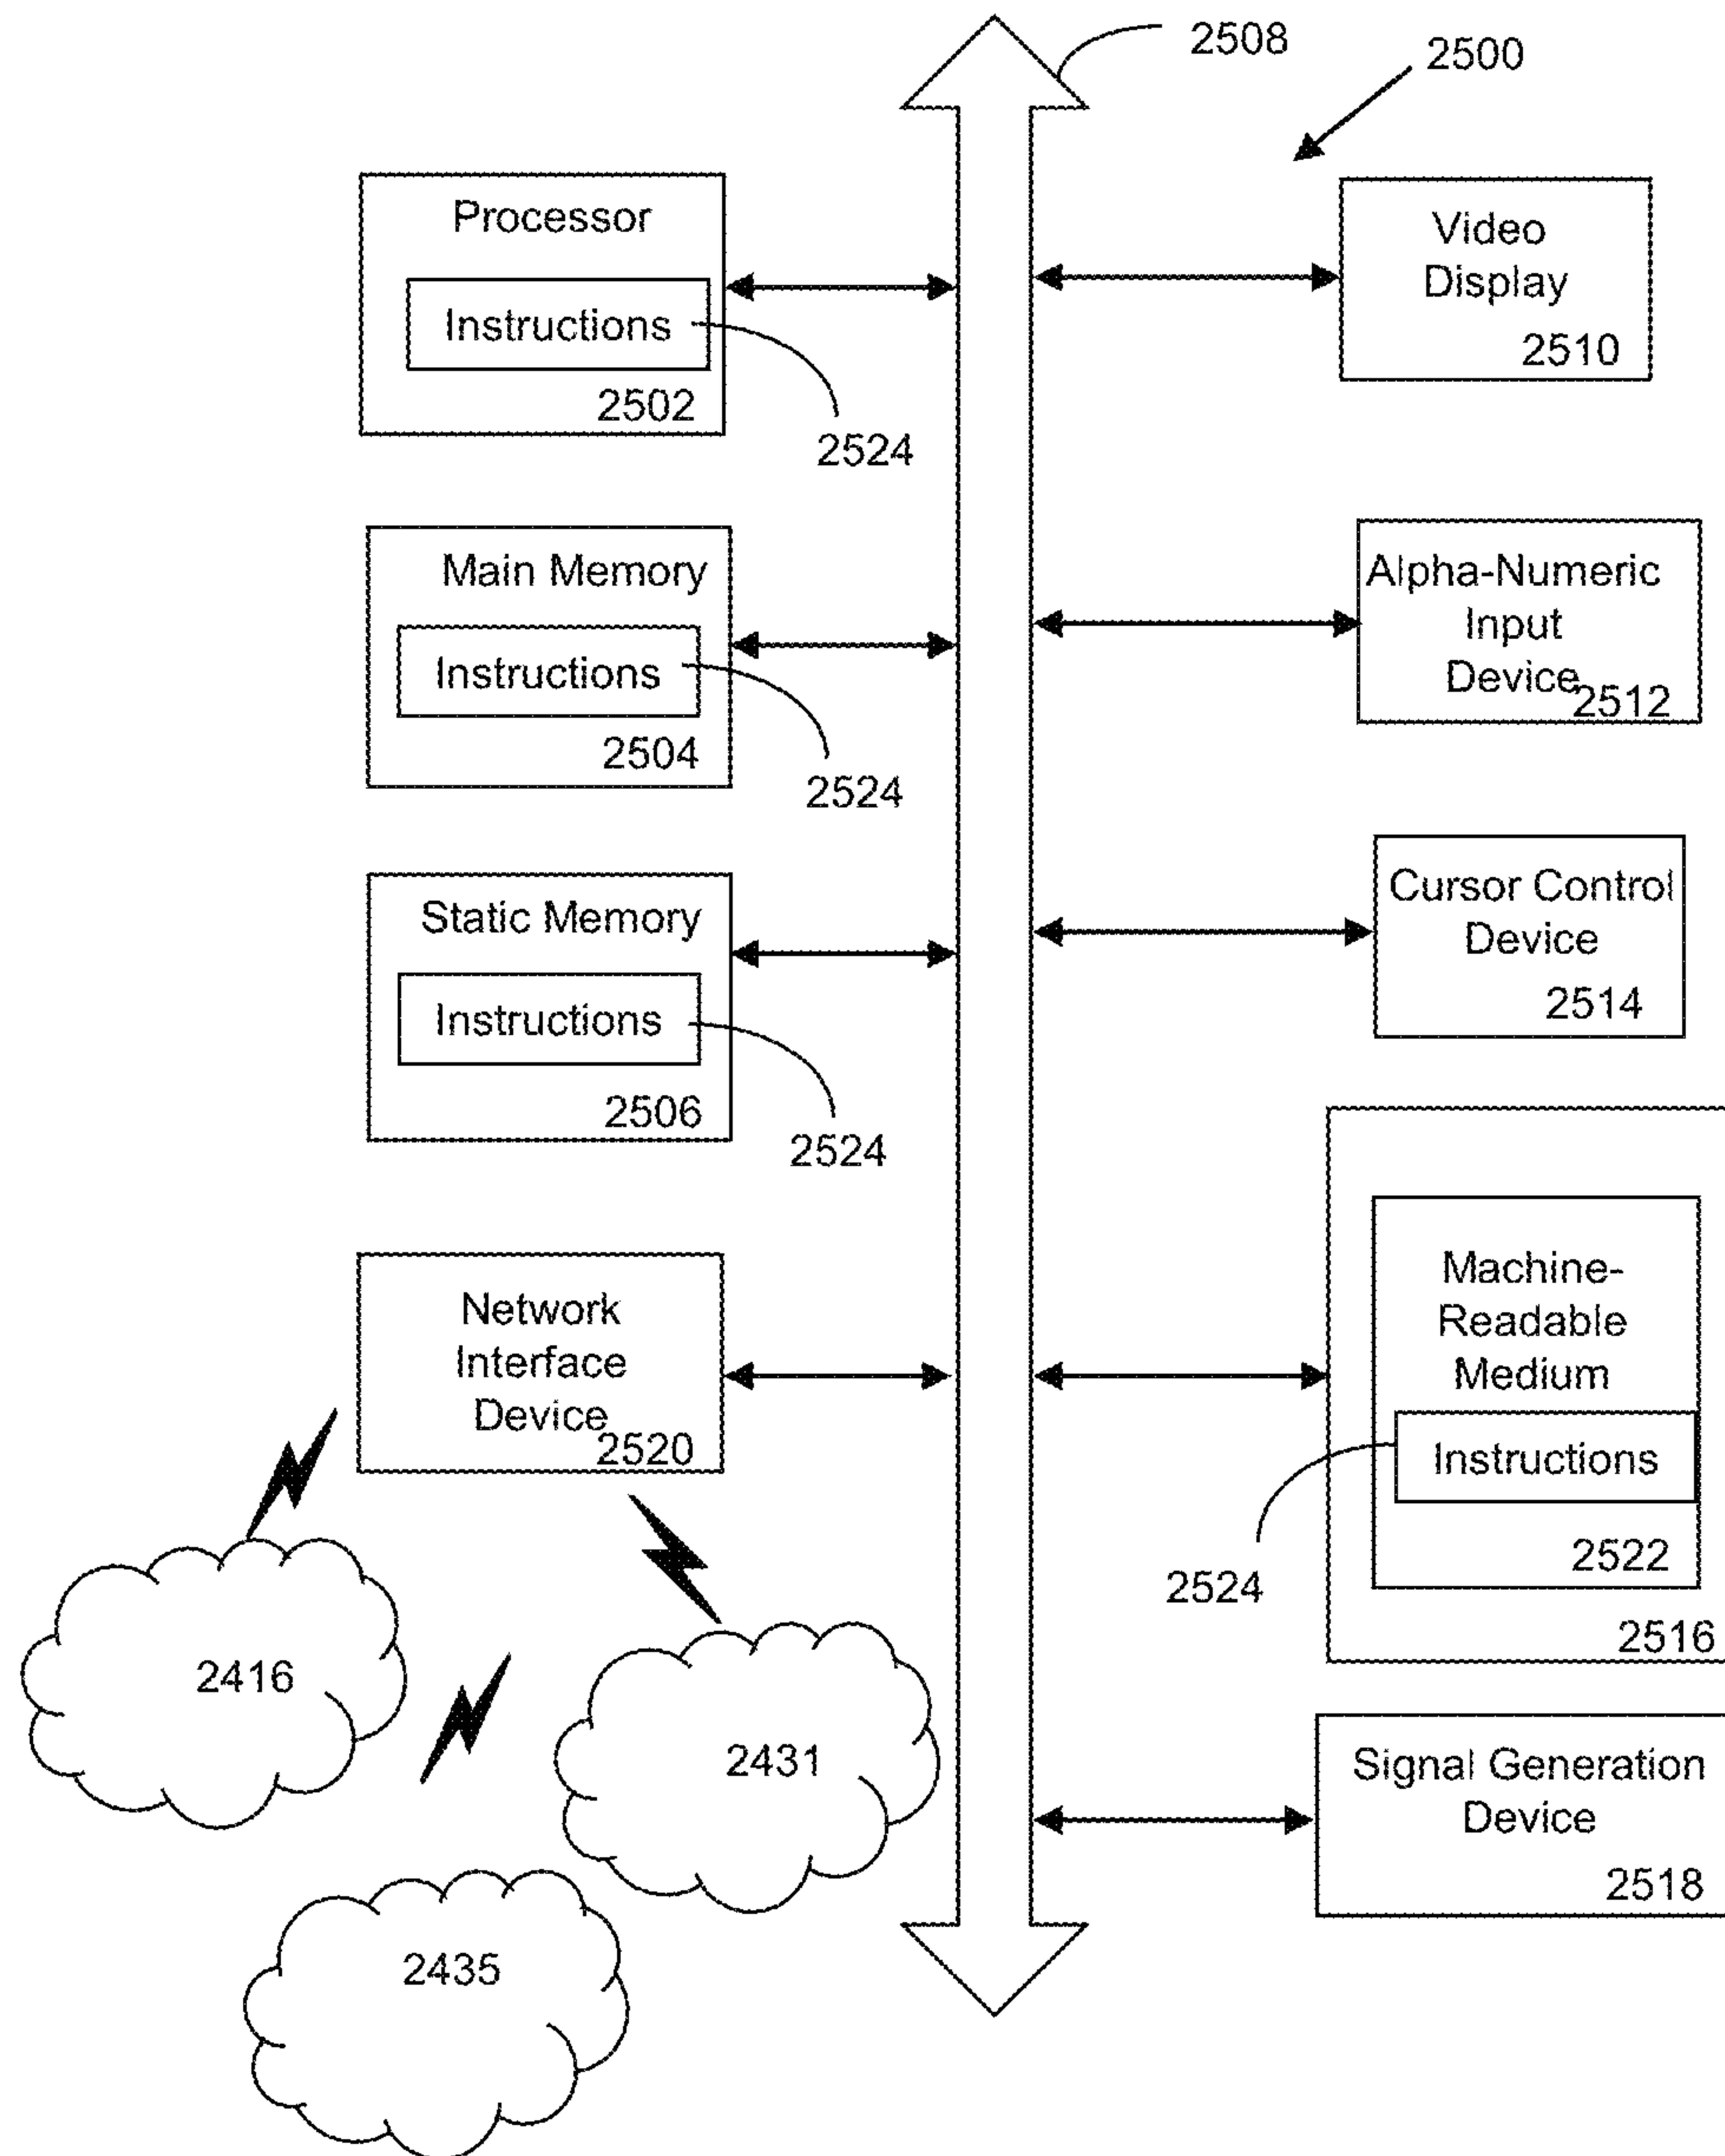 2508
2500
Processor
Instructions
2502
2524
Video
Display
2510
Main Memory
Instructions
2504
2524
Alpha-Numeric
Input
Device
2512
Static Memory
Instructions
2506
2524
Cursor Control
Device
2514
Network
Interface
Device
2520
Machine-
Readable
Medium
Instructions
2524
2522
2516
2416
2431
2435
Signal Generation
Device
2518